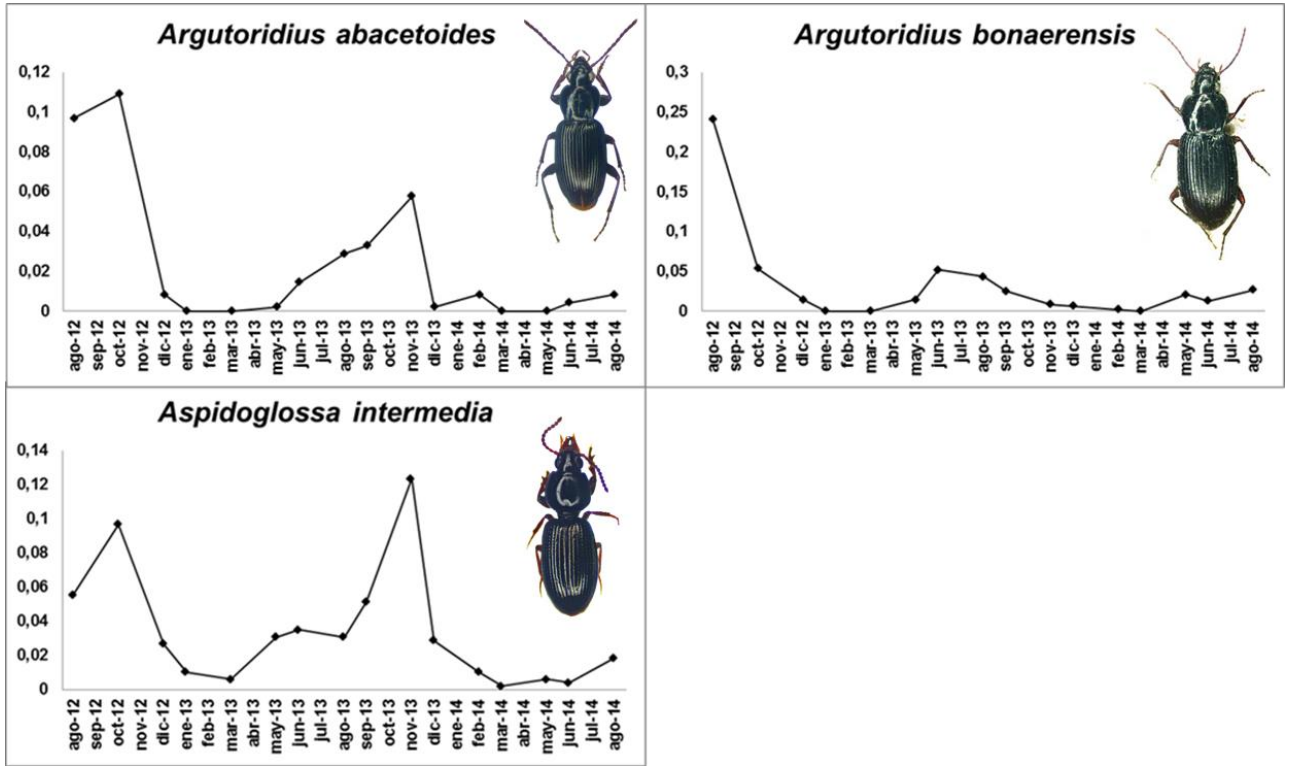 Argutoridius abacetoides
0,12
0,1
0,08
0,06
0,04
0,02
0
ago-12
sep-12
oct-12
nov-12
dic-12
ene-13
feb-13
mar-13
abr-13
may-13
jun-13
jul-13
ago-13
sep-13
oct-13
nov-13
dic-13
ene-14
feb-14
mar-14
abr-14
may-14
jun-14
jul-14
ago-14
Argutoridius bonaerensis
0,3
0,25
0,2
0,15
0,1
0,05
0
ago-12
sep-12
oct-12
nov-12
dic-12
ene-13
feb-13
mar-13
abr-13
may-13
jun-13
jul-13
ago-13
sep-13
oct-13
nov-13
dic-13
ene-14
feb-14
mar-14
abr-14
may-14
jun-14
jul-14
ago-14
Aspidoglossa intermedia
0,14
0,12
0,1
0,08
0,06
0,04
0,02
0
ago-12
sep-12
oct-12
nov-12
dic-12
ene-13
feb-13
mar-13
abr-13
may-13
jun-13
jul-13
ago-13
sep-13
oct-13
nov-13
dic-13
ene-14
feb-14
mar-14
abr-14
may-14
jun-14
jul-14
ago-14